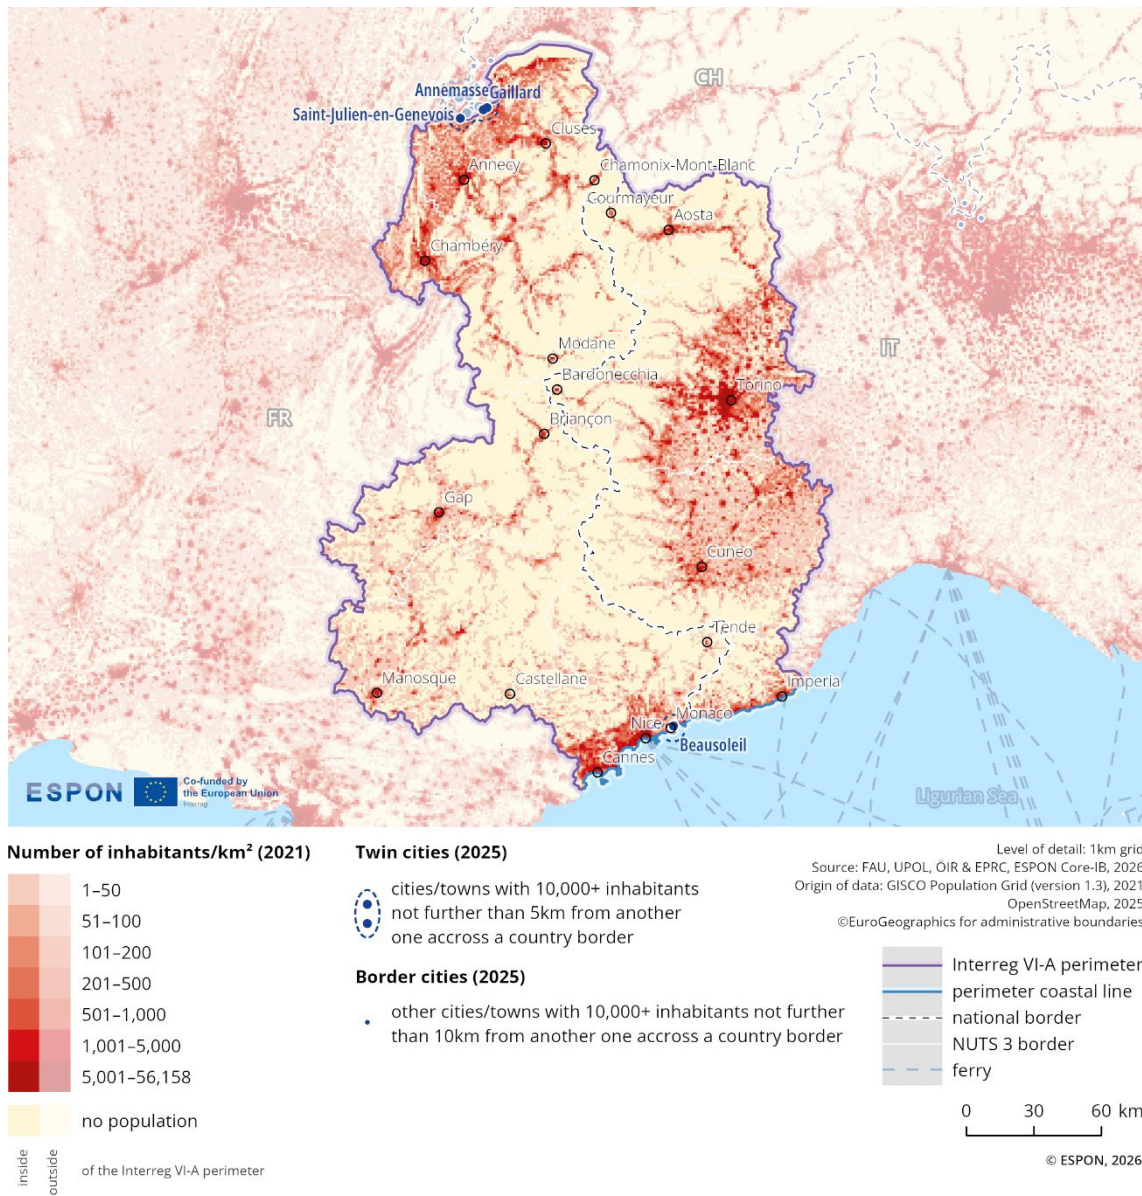 CH
Annemasse
Gaillard
Saint-Julien-en-Genevois
Cluses
Annecy
Chamonix-Mont-Blanc
Courmayeur
Aosta
Chambéry
IT
Modane
Bardonecchia
Torino
FR
Briançon
Gap
Cuneo
Tende
Manosque
Castellane
Imperia
Nice
Monaco
Beausoleil
Cannes
ESPON
Co-funded by
the European Union
Interreg
Ligurian Sea
Number of inhabitants/km² (2021)
1–50
51–100
101–200
201–500
501–1,000
1,001–5,000
5,001–56,158
no population
inside
outside
of the Interreg VI-A perimeter
Twin cities (2025)
cities/towns with 10,000+ inhabitants
not further than 5km from another
one accross a country border
Border cities (2025)
other cities/towns with 10,000+ inhabitants not further
than 10km from another one accross a country border
Level of detail: 1km grid
Source: FAU, UPOL, ÖIR & EPRC, ESPON Core-IB, 2026
Origin of data: GISCO Population Grid (version 1.3), 2021
OpenStreetMap, 2025
©EuroGeographics for administrative boundaries
Interreg VI-A perimeter
perimeter coastal line
national border
NUTS 3 border
ferry
0 30 60 km
© ESPON, 2026